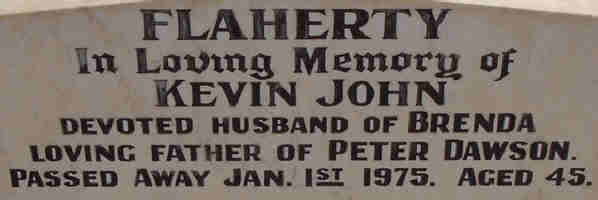 FLAHERTY
In Loving Memory of
KEVIN JOHN
DEVOTED HUSBAND OF BRENDA
LOVING FATHER OF PETER DAWSON.
PASSED AWAY JAN. 1ST 1975. AGED 45.